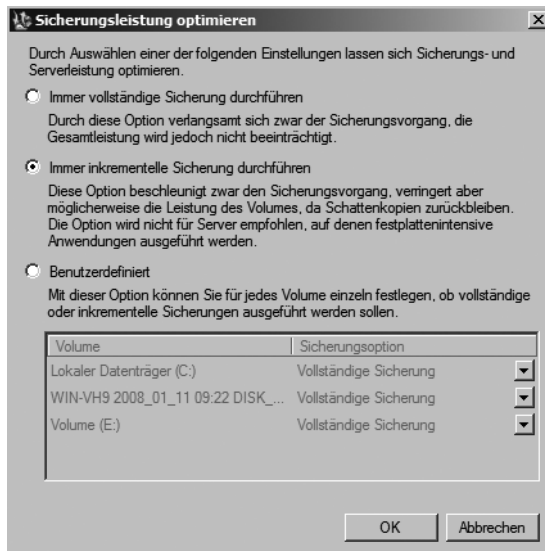 Sicherungsleistung optimieren
Durch Auswählen einer der folgenden Einstellungen lassen sich Sicherungs- und
Serverleistung optimieren.
Immer vollständige Sicherung durchführen
Durch diese Option verlangsamt sich zwar der Sicherungsvorgang, die
Gesamtleistung wird jedoch nicht beeinträchtigt.
Immer inkrementelle Sicherung durchführen
Diese Option beschleunigt zwar den Sicherungsvorgang, verringert aber
möglicherweise die Leistung des Volumes, da Schattenkopien zurückbleiben.
Die Option wird nicht für Server empfohlen, auf denen festplattenintensive
Anwendungen ausgeführt werden.
Benutzerdefiniert
Mit dieser Option können Sie für jedes Volume einzeln festlegen, ob vollständige
oder inkrementelle Sicherungen ausgeführt werden sollen.
Volume Sicherungsoption
Lokaler Datenträger (C:) Vollständige Sicherung
WIN-VH9 2008_01_11 09:22 DISK_... Vollständige Sicherung
Volume (E:) Vollständige Sicherung
OK Abbrechen